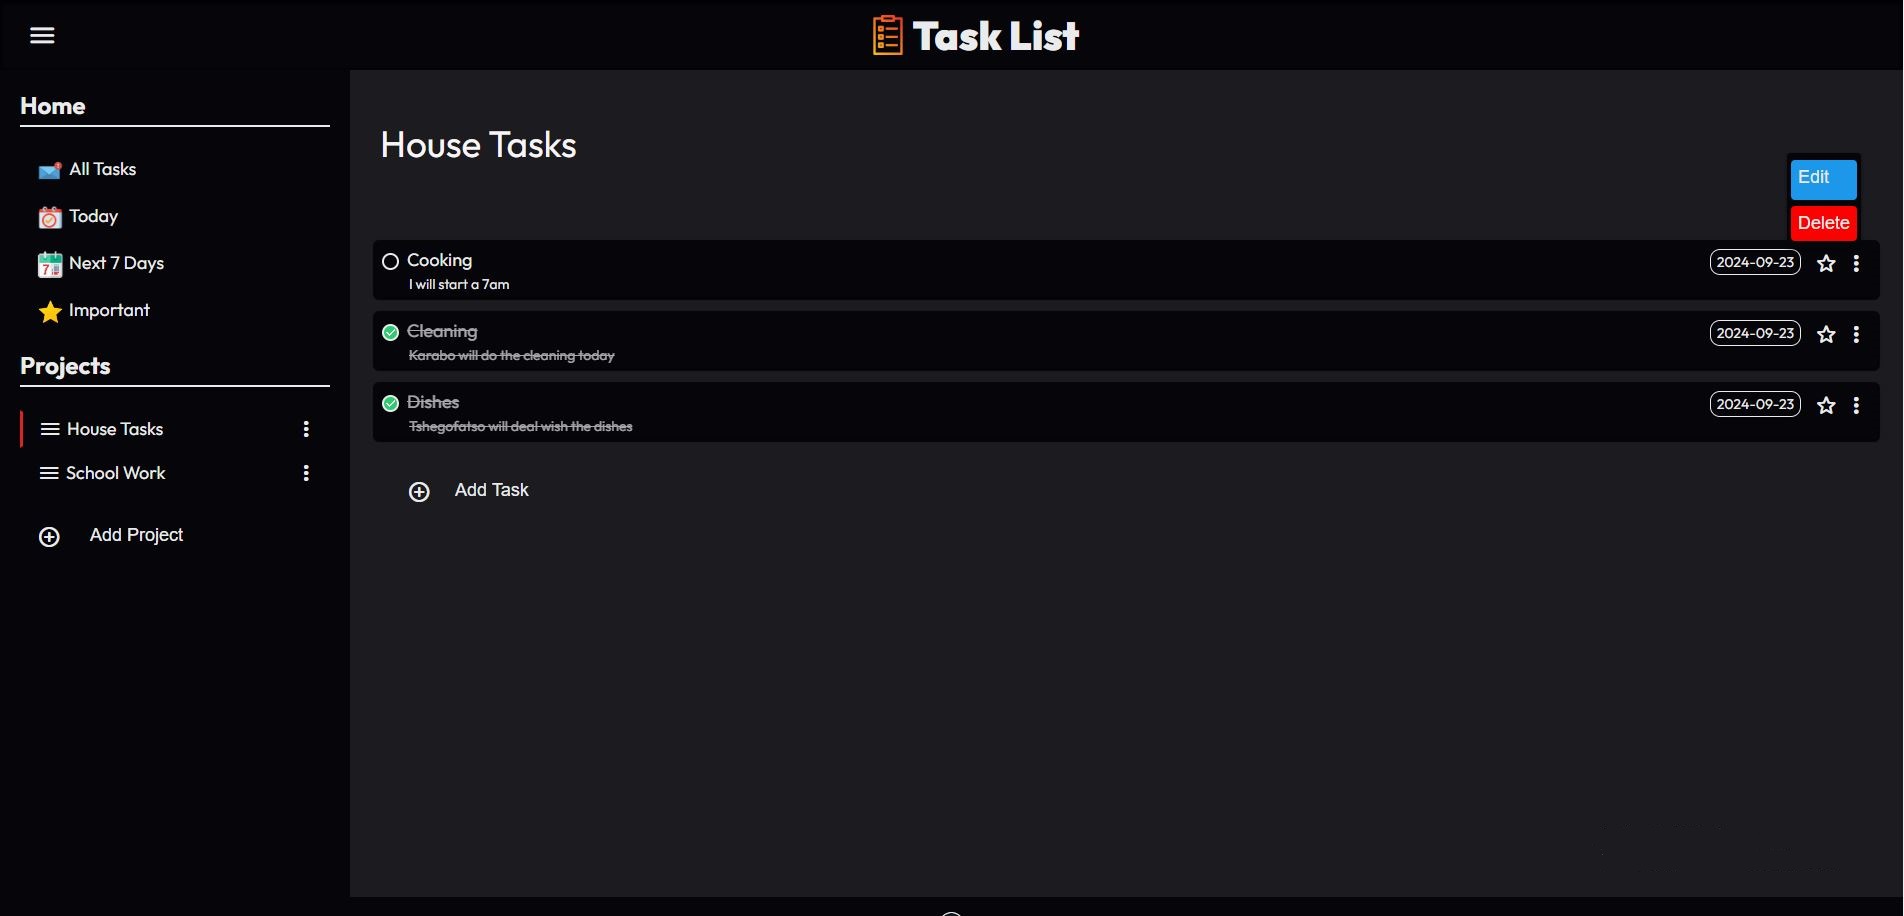 Task List
Home
All Tasks
Today
Next 7 Days
Important
Projects
House Tasks
School Work
Add Project
House Tasks
Edit
Delete
Cooking
I will start a 7am
2024-09-23
Cleaning
Karabo will do the cleaning today
2024-09-23
Dishes
Tshegofatso will deal wish the dishes
2024-09-23
Add Task